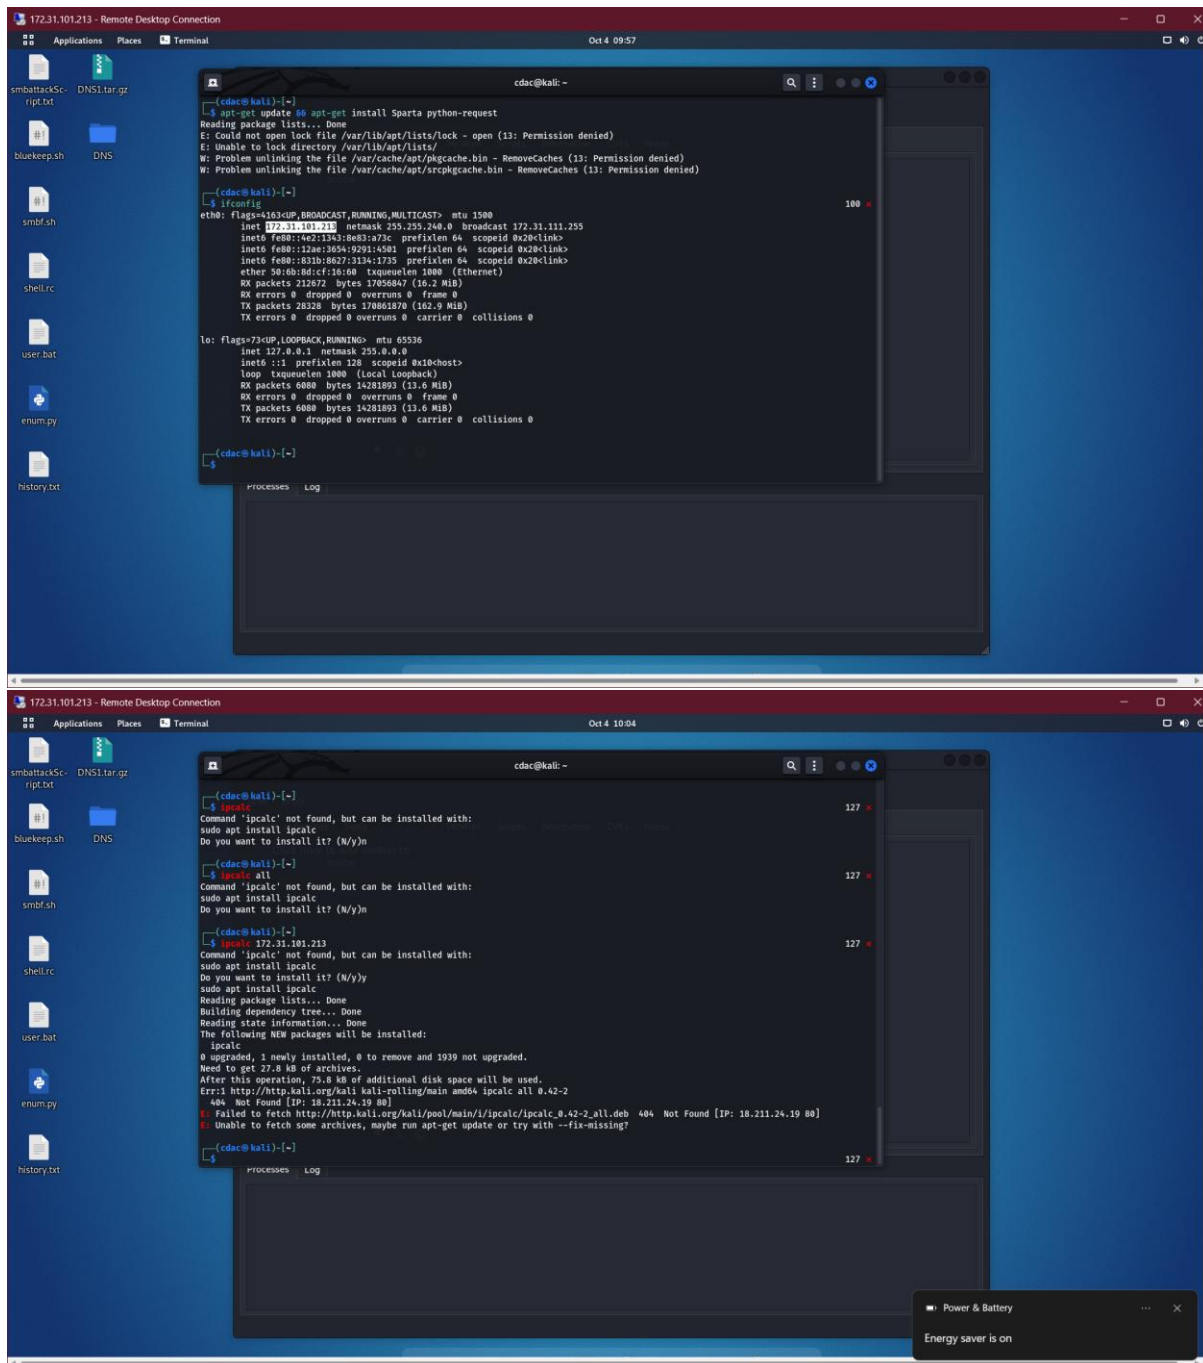 172.31.101.213 - Remote Desktop Connection
Applications Places Terminal Oct 4 09:57
smbattackSc-
ript.txt
DNS1.tar.gz
bluekeep.sh
DNS
smbf.sh
shell.rc
user.bat
enum.py
history.txt
cdac@kali: ~
┌──(cdac㉿kali)-[~]
└─$ apt-get update && apt-get install Sparta python-request
Reading package lists... Done
E: Could not open lock file /var/lib/apt/lists/lock - open (13: Permission denied)
E: Unable to lock directory /var/lib/apt/lists/
W: Problem unlinking the file /var/cache/apt/pkgcache.bin - RemoveCaches (13: Permission denied)
W: Problem unlinking the file /var/cache/apt/srcpkgcache.bin - RemoveCaches (13: Permission denied)
┌──(cdac㉿kali)-[~]
└─$ ifconfig 100 ⨯
eth0: flags=4163<UP,BROADCAST,RUNNING,MULTICAST> mtu 1500
inet 172.31.101.213 netmask 255.255.240.0 broadcast 172.31.111.255
inet6 fe80::4e2:1343:8e83:a73c prefixlen 64 scopeid 0x20<link>
inet6 fe80::12ae:3654:9291:4501 prefixlen 64 scopeid 0x20<link>
inet6 fe80::831b:8627:3134:1735 prefixlen 64 scopeid 0x20<link>
ether 50:6b:8d:cf:16:60 txqueuelen 1000 (Ethernet)
RX packets 212672 bytes 17056847 (16.2 MiB)
RX errors 0 dropped 0 overruns 0 frame 0
TX packets 28328 bytes 170861870 (162.9 MiB)
TX errors 0 dropped 0 overruns 0 carrier 0 collisions 0
lo: flags=73<UP,LOOPBACK,RUNNING> mtu 65536
inet 127.0.0.1 netmask 255.0.0.0
inet6 ::1 prefixlen 128 scopeid 0x10<host>
loop txqueuelen 1000 (Local Loopback)
RX packets 6080 bytes 14281893 (13.6 MiB)
RX errors 0 dropped 0 overruns 0 frame 0
TX packets 6080 bytes 14281893 (13.6 MiB)
TX errors 0 dropped 0 overruns 0 carrier 0 collisions 0
┌──(cdac㉿kali)-[~]
└─$
Processes Log
172.31.101.213 - Remote Desktop Connection
Applications Places Terminal Oct 4 10:04
smbattackSc-
ript.txt
DNS1.tar.gz
bluekeep.sh
DNS
smbf.sh
shell.rc
user.bat
enum.py
history.txt
cdac@kali: ~
┌──(cdac㉿kali)-[~]
└─$ ipcalc 127 ⨯
Command 'ipcalc' not found, but can be installed with:
sudo apt install ipcalc
Do you want to install it? (N/y)n
┌──(cdac㉿kali)-[~]
└─$ ipcalc all 127 ⨯
Command 'ipcalc' not found, but can be installed with:
sudo apt install ipcalc
Do you want to install it? (N/y)n
┌──(cdac㉿kali)-[~]
└─$ ipcalc 172.31.101.213 127 ⨯
Command 'ipcalc' not found, but can be installed with:
sudo apt install ipcalc
Do you want to install it? (N/y)y
sudo apt install ipcalc
Reading package lists... Done
Building dependency tree... Done
Reading state information... Done
The following NEW packages will be installed:
ipcalc
0 upgraded, 1 newly installed, 0 to remove and 1939 not upgraded.
Need to get 27.8 kB of archives.
After this operation, 75.8 kB of additional disk space will be used.
Err:1 http://http.kali.org/kali kali-rolling/main amd64 ipcalc all 0.42-2
404 Not Found [IP: 18.211.24.19 80]
E: Failed to fetch http://http.kali.org/kali/pool/main/i/ipcalc/ipcalc_0.42-2_all.deb 404 Not Found [IP: 18.211.24.19 80]
E: Unable to fetch some archives, maybe run apt-get update or try with --fix-missing?
┌──(cdac㉿kali)-[~]
└─$ 127 ⨯
Processes Log
Power & Battery
Energy saver is on